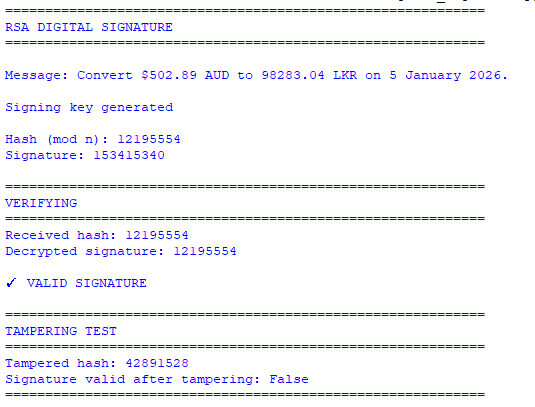 ============================================================
RSA DIGITAL SIGNATURE
============================================================
Message: Convert $502.89 AUD to 98283.04 LKR on 5 January 2026.
Signing key generated
Hash (mod n): 12195554
Signature: 153415340
============================================================
VERIFYING
============================================================
Received hash: 12195554
Decrypted signature: 12195554
✓ VALID SIGNATURE
============================================================
TAMPERING TEST
============================================================
Tampered hash: 42891528
Signature valid after tampering: False
============================================================